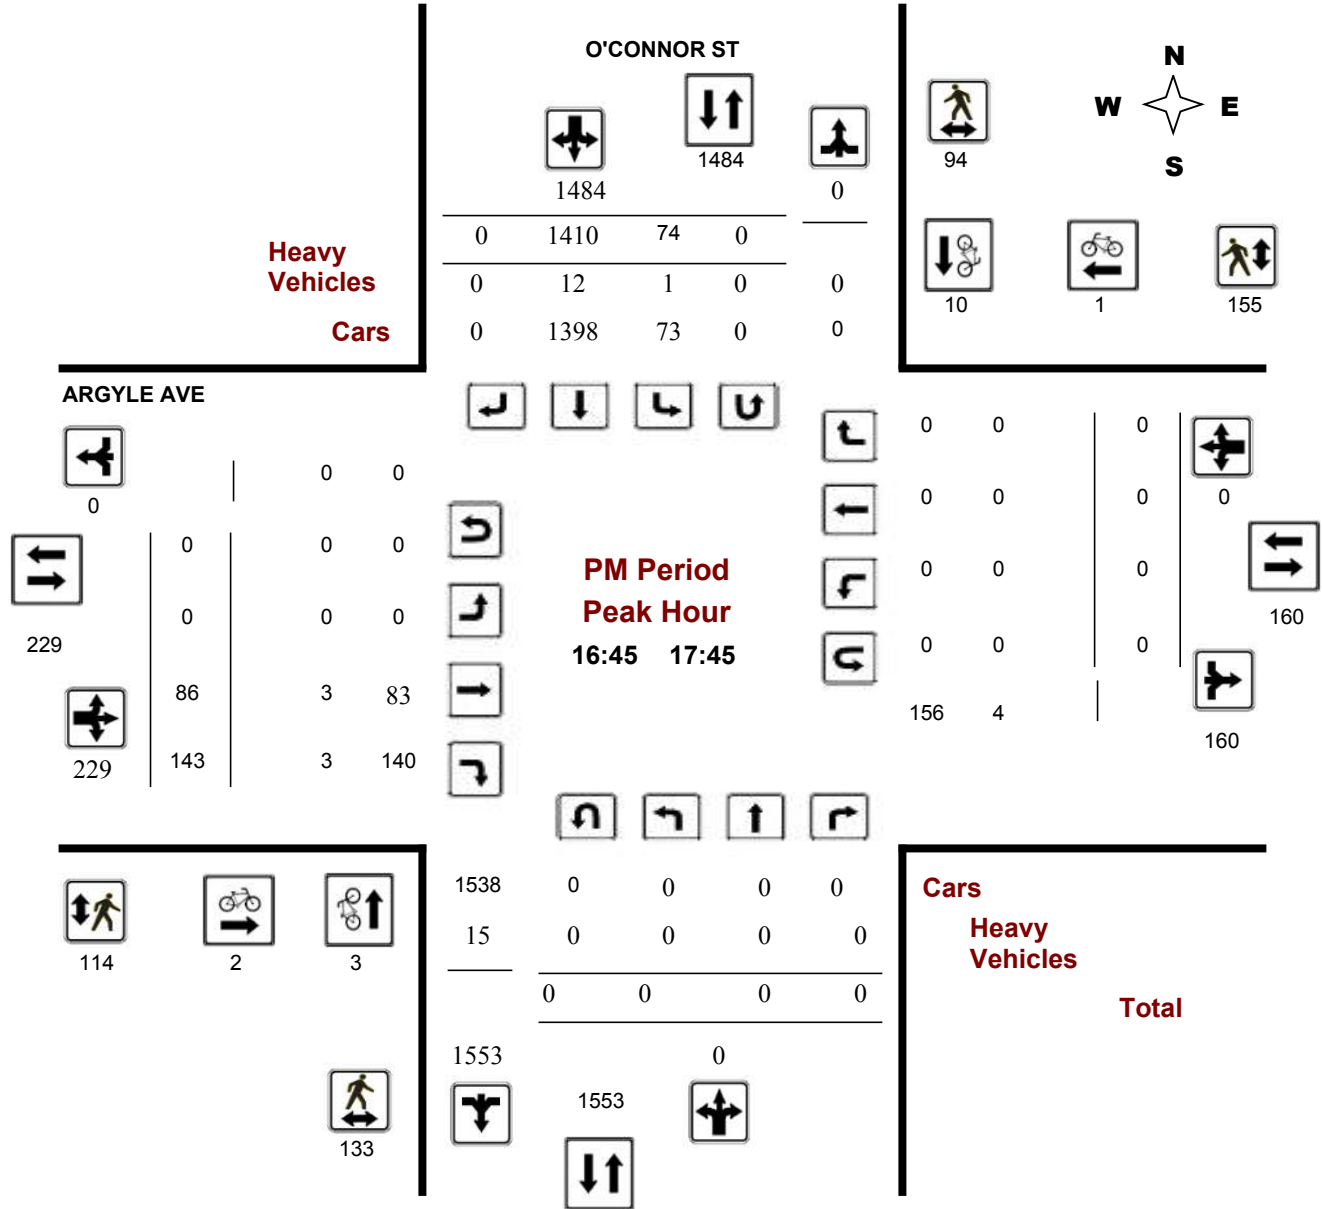 O'CONNOR ST
N
W E
S
1484
94
1484 0
0 1410 74 0
Heavy
Vehicles 0 12 1 0 0
10 1 155
Cars 0 1398 73 0 0
ARGYLE AVE
0 0 0
0 0
0 0 0 0 0
0 0 0
PM Period
0 0 0
0 0 0
Peak Hour
160
229
16:45 17:45
0 0 0
86 3 83
156 4
160
229 143 3 140
1538 0 0 0 0
Cars
15 0 0 0 0
Heavy
Vehicles
114 2 3
0 0 0 0
Total
1553 0
1553
133